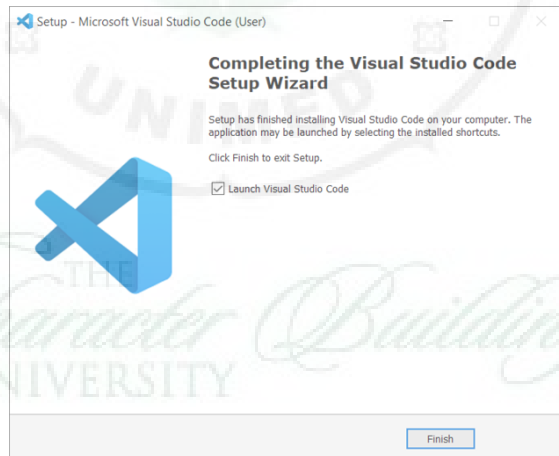 Setup - Microsoft Visual Studio Code (User)
Completing the Visual Studio Code
Setup Wizard
Setup has finished installing Visual Studio Code on your computer. The
application may be launched by selecting the installed shortcuts.
Click Finish to exit Setup.
Launch Visual Studio Code
UNIMED
THE
Character Building
UNIVERSITY
Finish